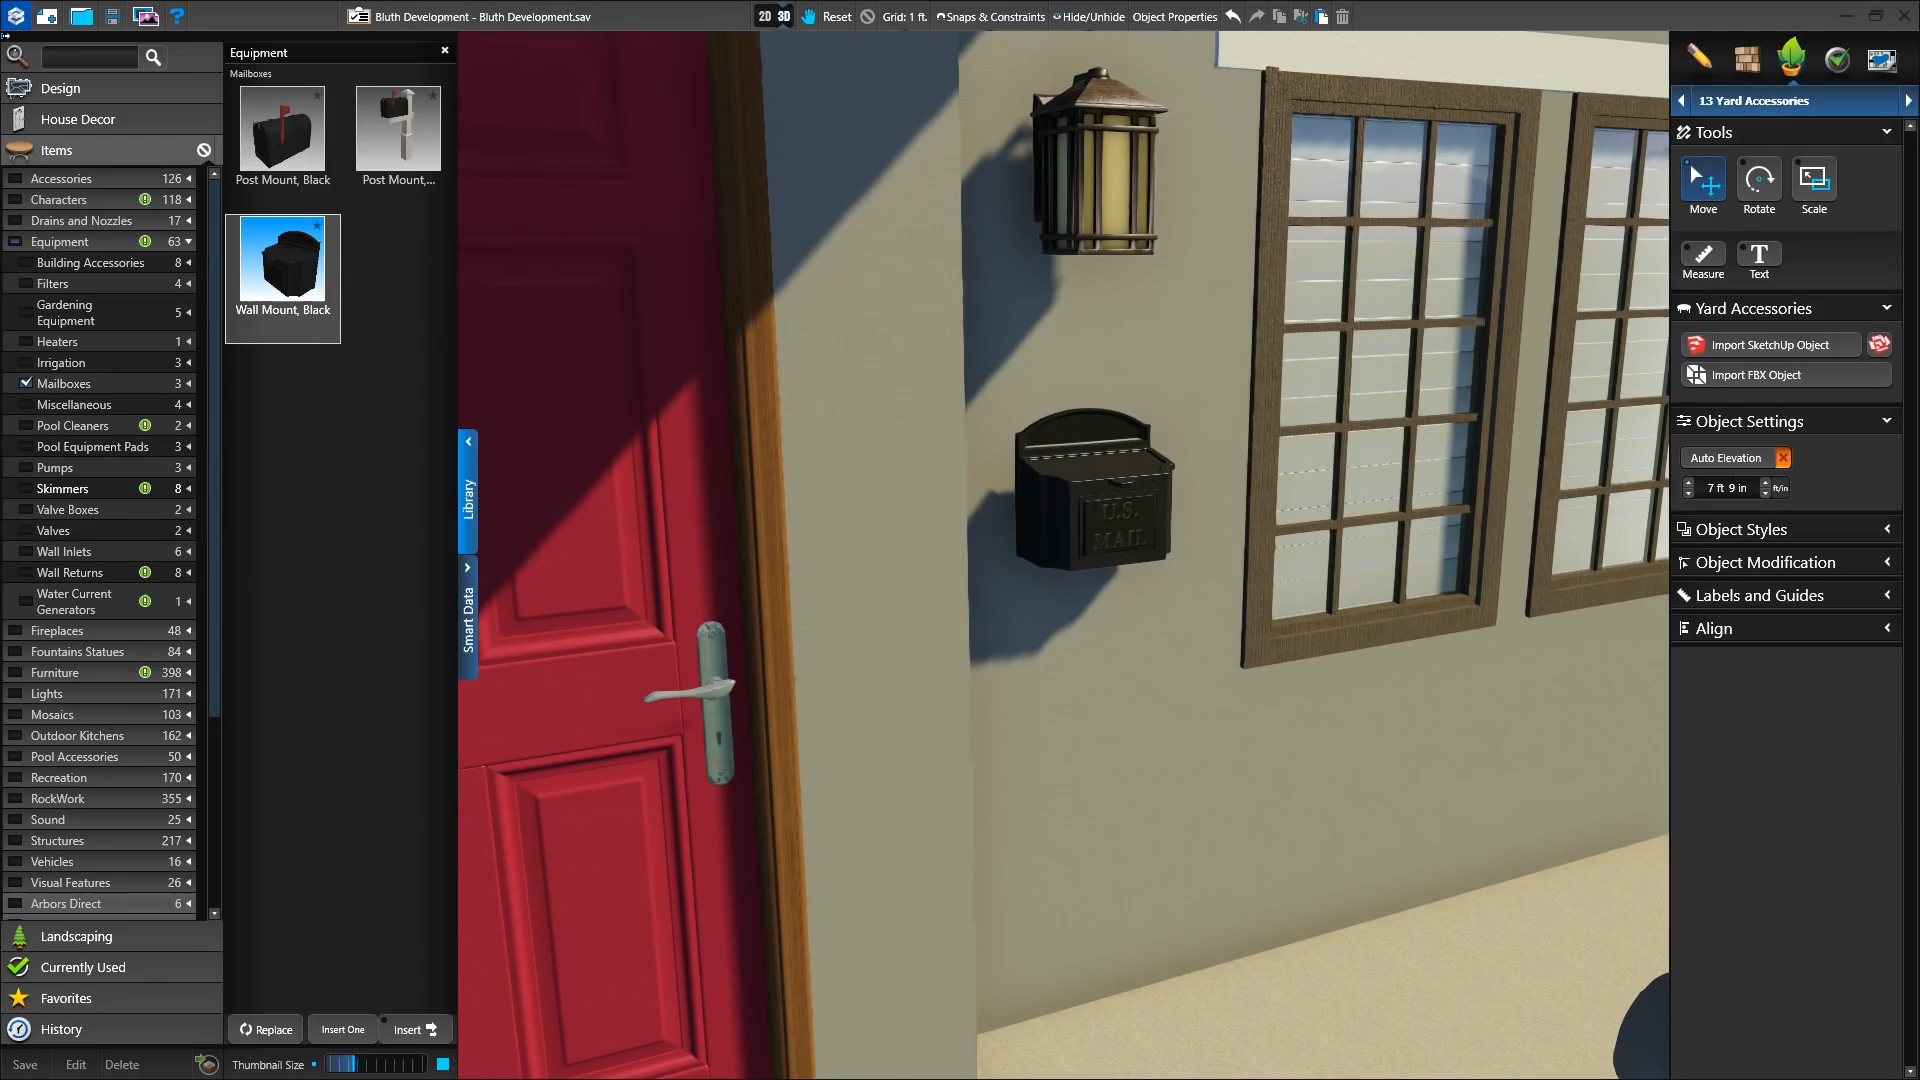 Bluth Development - Bluth Development.sav
2D 3D Reset Grid: 1 ft. Snaps & Constraints Hide/Unhide Object Properties
Design
House Decor
Items
Accessories 126
Characters 118
Drains and Nozzles 17
Equipment 63
Building Accessories 8
Filters 4
Gardening
Equipment 5
Heaters 1
Irrigation 3
Mailboxes 3
Miscellaneous 4
Pool Cleaners 2
Pool Equipment Pads 3
Pumps 3
Skimmers 8
Valve Boxes 2
Valves 2
Wall Inlets 6
Wall Returns 8
Water Current
Generators 1
Fireplaces 48
Fountains Statues 84
Furniture 398
Lights 171
Mosaics 103
Outdoor Kitchens 162
Pool Accessories 50
Recreation 170
RockWork 355
Sound 25
Structures 217
Vehicles 16
Visual Features 26
Arbors Direct 6
Landscaping
Currently Used
Favorites
History
Save Edit Delete
Equipment
Mailboxes
Post Mount, Black
Post Mount,...
Wall Mount, Black
Replace Insert One Insert
Thumbnail Size
Library
Smart Data
U.S.
MAIL
13 Yard Accessories
Tools
Move Rotate Scale
Measure Text
Yard Accessories
Import SketchUp Object
Import FBX Object
Object Settings
Auto Elevation
7 ft 9 in ft/in
Object Styles
Object Modification
Labels and Guides
Align